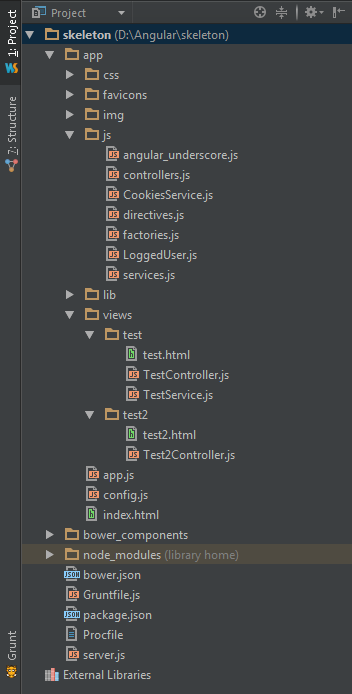 1: Project
7: Structure
Grunt
Project
skeleton (D:\Angular\skeleton)
app
css
favicons
img
js
angular_underscore.js
controllers.js
CookiesService.js
directives.js
factories.js
LoggedUser.js
services.js
lib
views
test
test.html
TestController.js
TestService.js
test2
test2.html
Test2Controller.js
app.js
config.js
index.html
bower_components
node_modules (library home)
bower.json
Gruntfile.js
package.json
Procfile
server.js
External Libraries